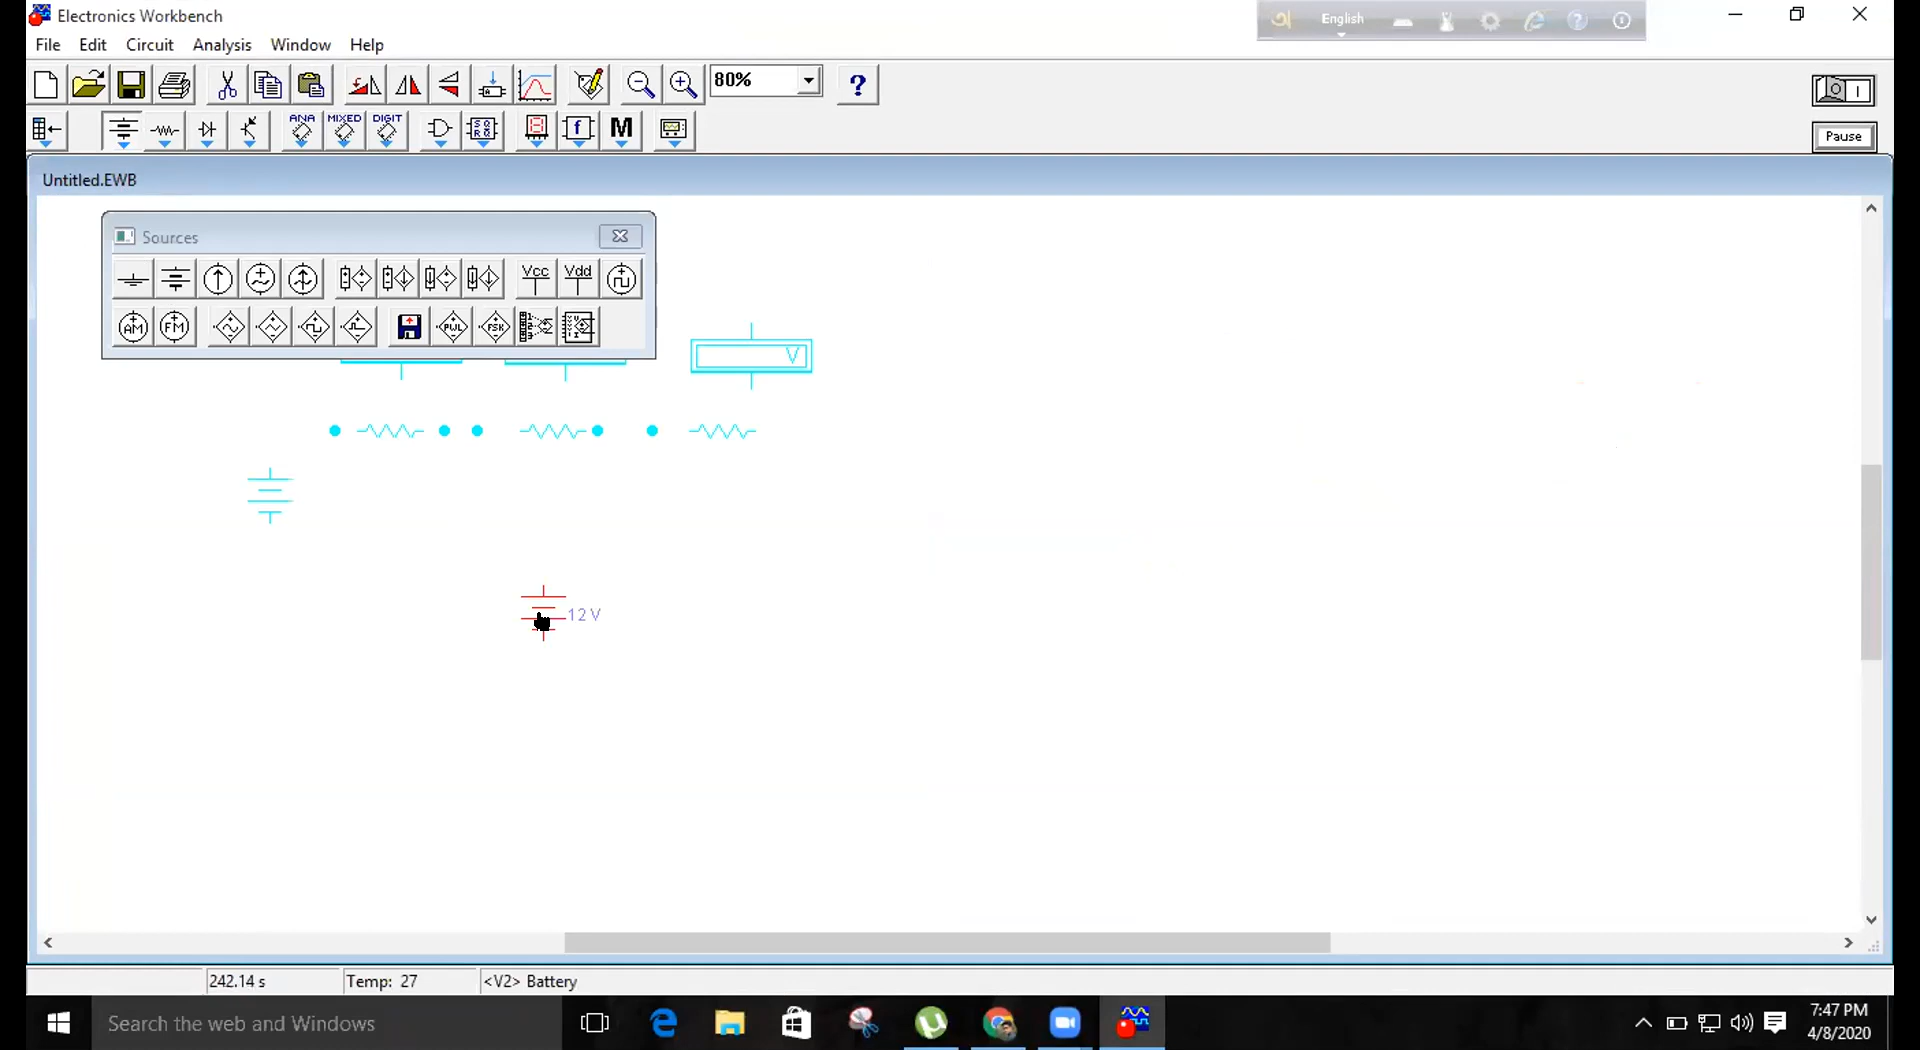 Electronics Workbench
English
File Edit Circuit Analysis Window Help
80%
?
ANA MIXED DIGIT
M
Pause
Untitled.EWB
Sources
Vcc Vdd
AM FM PWL FSK
V
12 V
242.14 s Temp: 27 <V2> Battery
Search the web and Windows
7:47 PM
4/8/2020